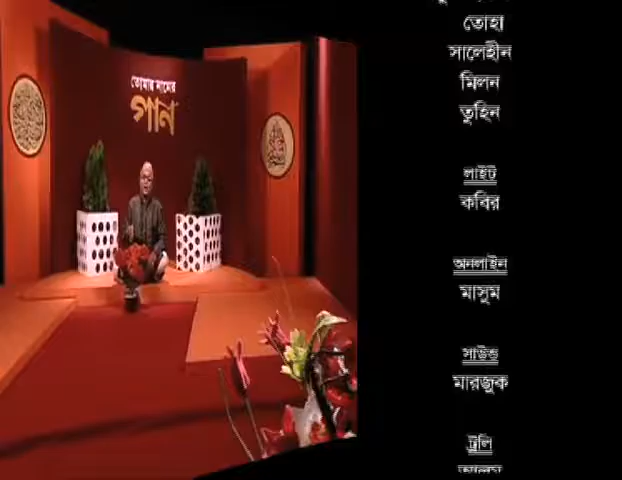 তোমার নামের
গান
তোহা
সালেহীন
মিলন
তুহিন
লাইট
কবির
অনলাইন
মাসুম
সাউন্ড
মারজুক
ট্রলি